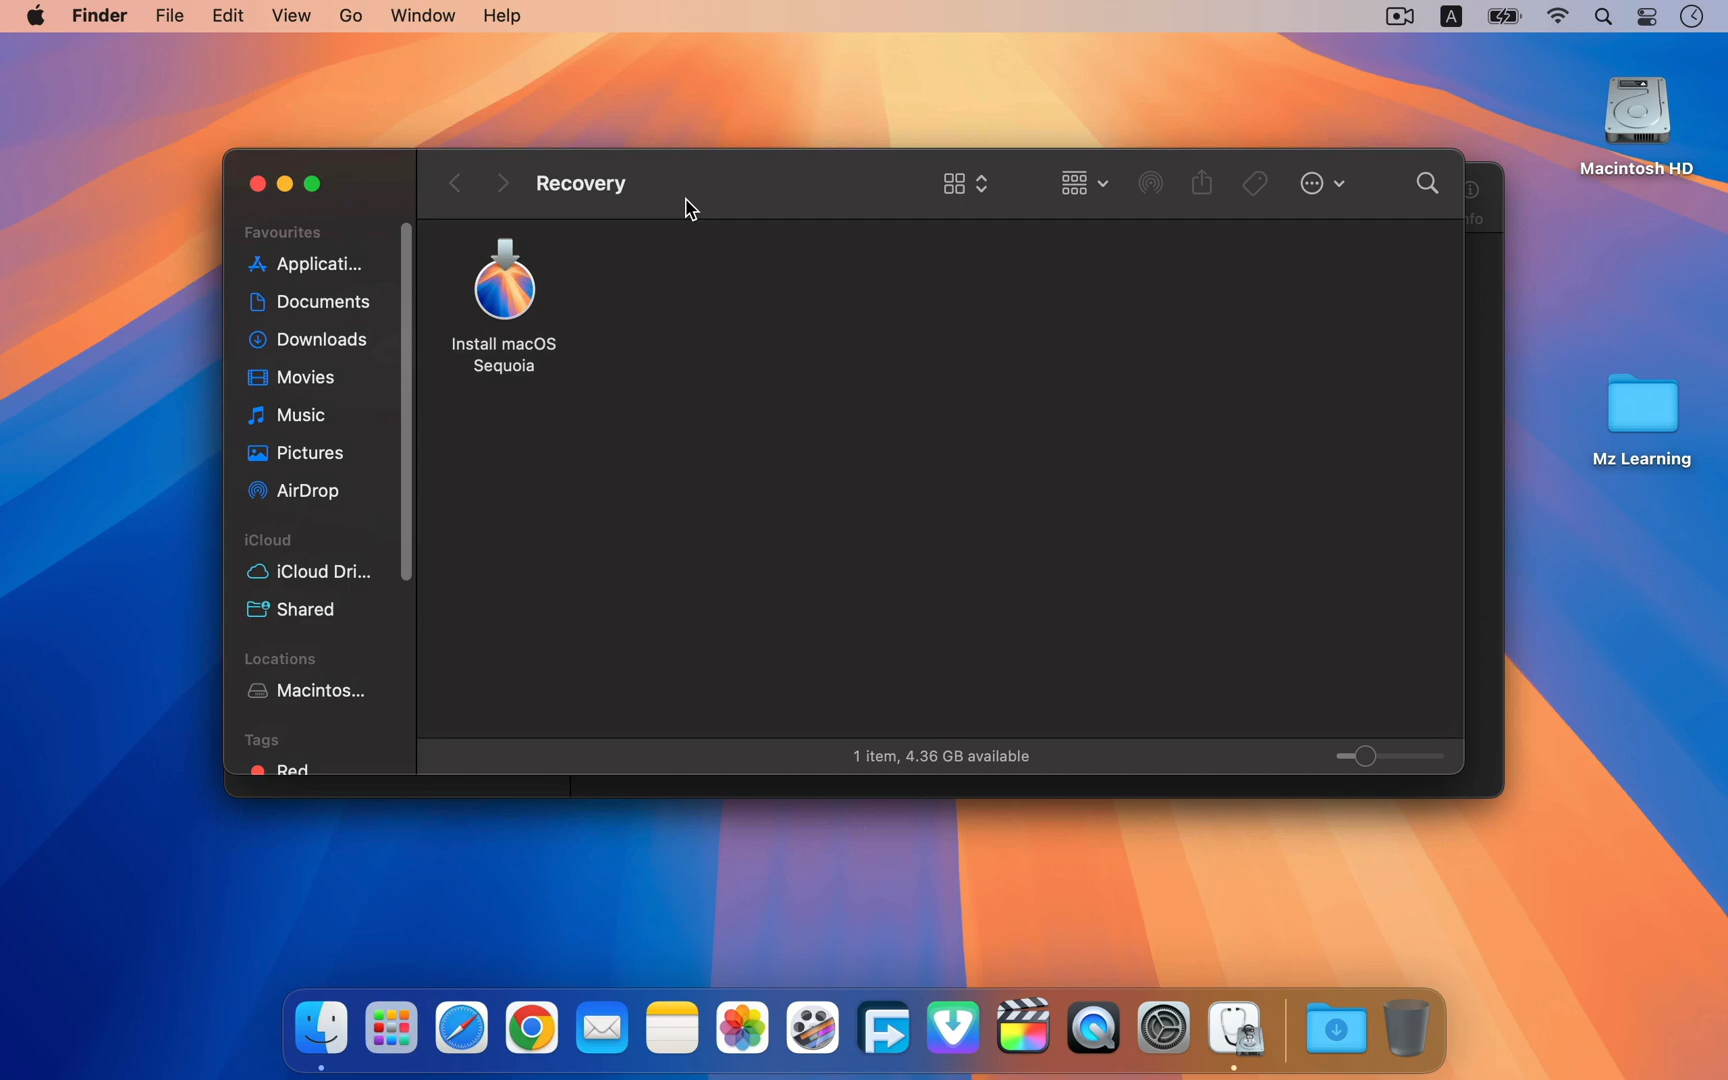 Finder File Edit View Go Window Help A
Recovery
Favourites
Applicati...
Documents
Downloads
Movies
Music
Pictures
AirDrop
iCloud
iCloud Dri...
Shared
Locations
Macintos...
Tags
Red
Install macOS
Sequoia
1 item, 4.36 GB available
nfo
Macintosh HD
Mz Learning